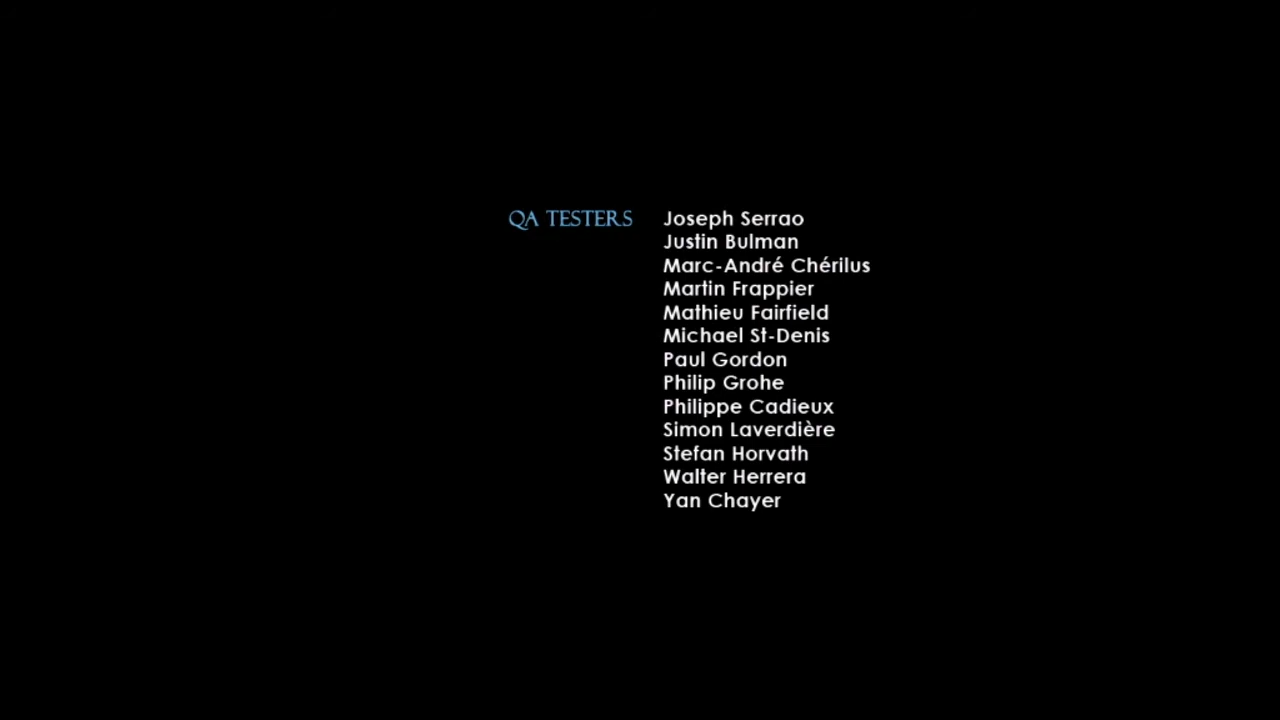 QA TESTERS Joseph Serrao
Justin Bulman
Marc-André Chérilus
Martin Frappier
Mathieu Fairfield
Michael St-Denis
Paul Gordon
Philip Grohe
Philippe Cadieux
Simon Laverdière
Stefan Horvath
Walter Herrera
Yan Chayer